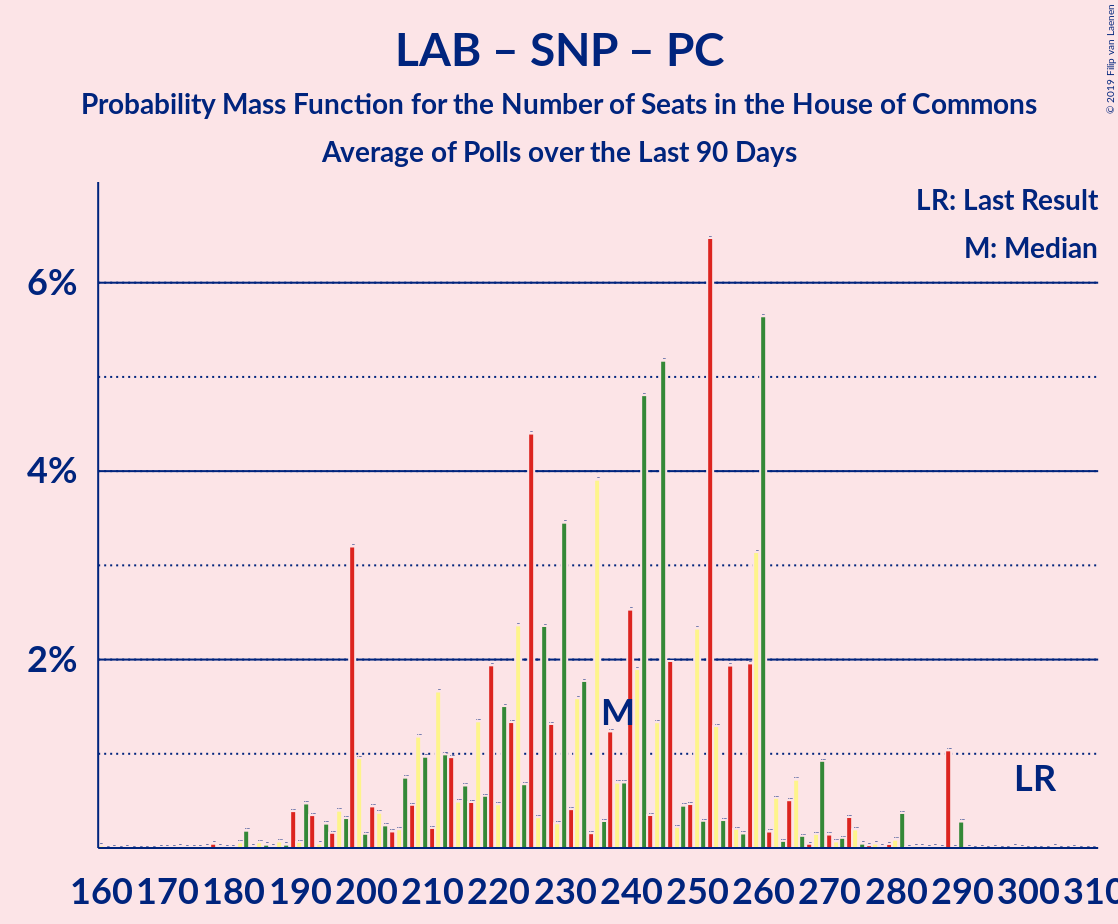 LAB – SNP – PC
Probability Mass Function for the Number of Seats in the House of Commons
Average of Polls over the Last 90 Days
© 2019 Filip van Laenen
LR: Last Result
M: Median
6%
4%
2%
M
LR
160 170 180 190 200 210 220 230 240 250 260 270 280 290 300 310